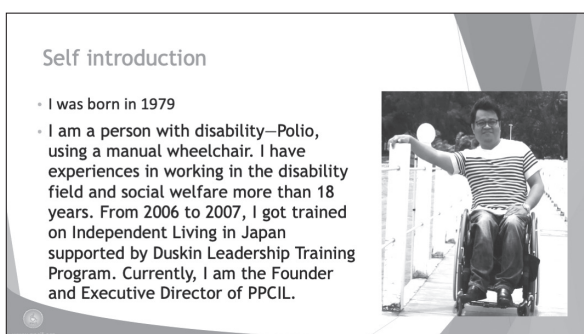 Self introduction
• I was born in 1979
• I am a person with disability—Polio,
using a manual wheelchair. I have
experiences in working in the disability
field and social welfare more than 18
years. From 2006 to 2007, I got trained
on Independent Living in Japan
supported by Duskin Leadership Training
Program. Currently, I am the Founder
and Executive Director of PPCIL.